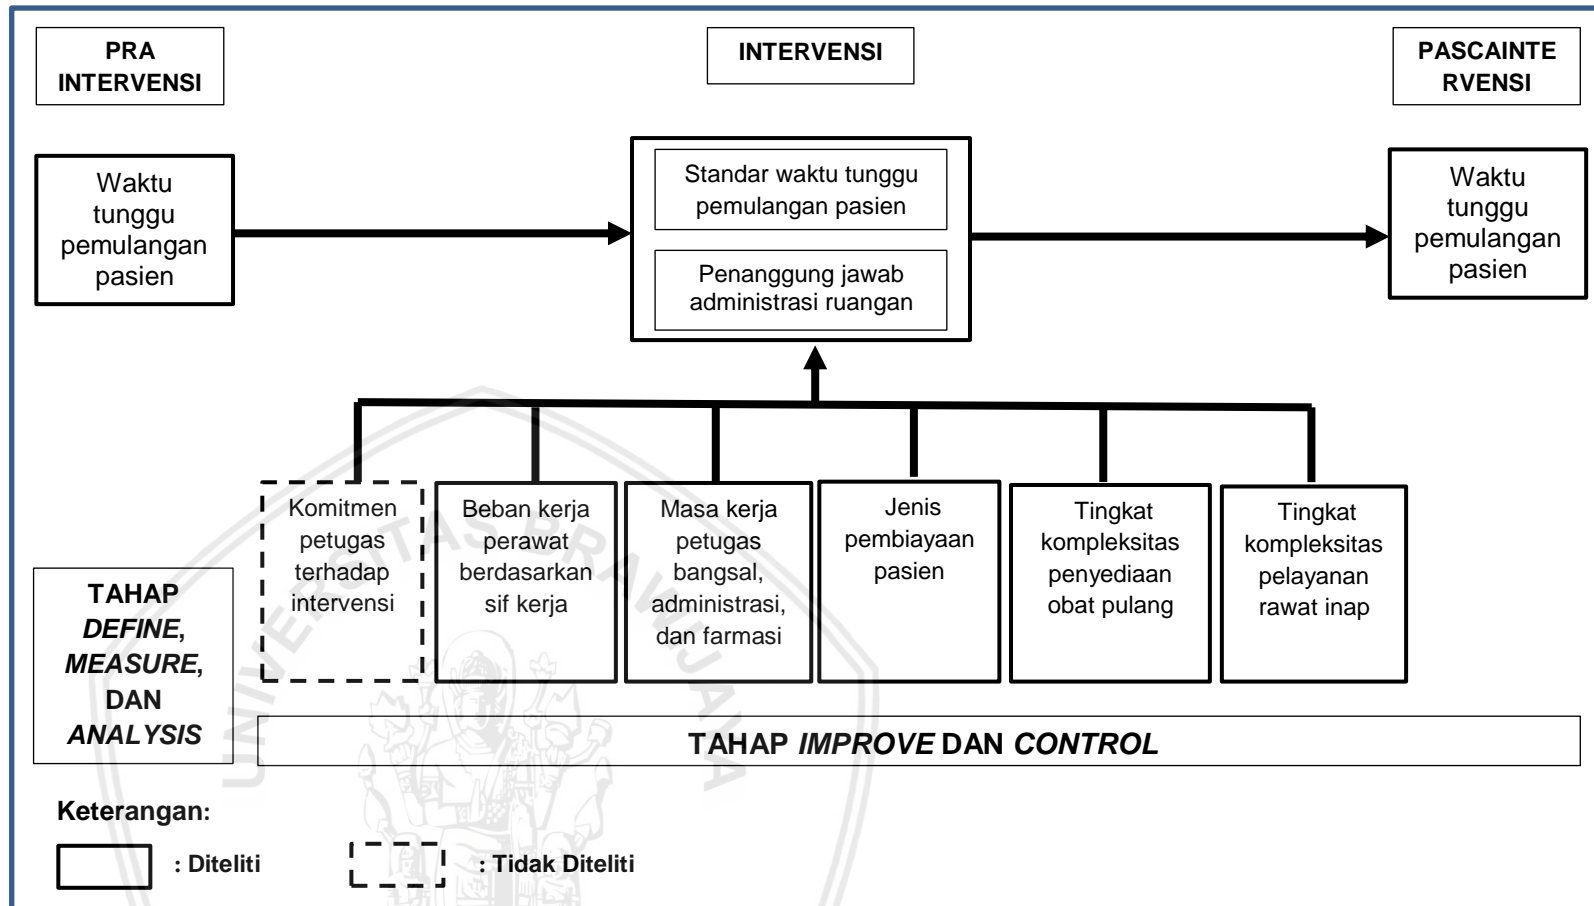 PRA
INTERVENSI
INTERVENSI
PASCAINTE
RVENSI
Waktu
tunggu
pemulangan
pasien
Standar waktu tunggu
pemulangan pasien
Penanggung jawab
administrasi ruangan
Waktu
tunggu
pemulangan
pasien
Komitmen
petugas
terhadap
intervensi
Beban kerja
perawat
berdasarkan
sif kerja
Masa kerja
petugas
bangsal,
administrasi,
dan farmasi
Jenis
pembiayaan
pasien
Tingkat
kompleksitas
penyediaan
obat pulang
Tingkat
kompleksitas
pelayanan
rawat inap
TAHAP
DEFINE,
MEASURE,
DAN
ANALYSIS
TAHAP IMPROVE DAN CONTROL
Keterangan:
: Diteliti
: Tidak Diteliti
UNIVERSITAS BRAWIJAYA